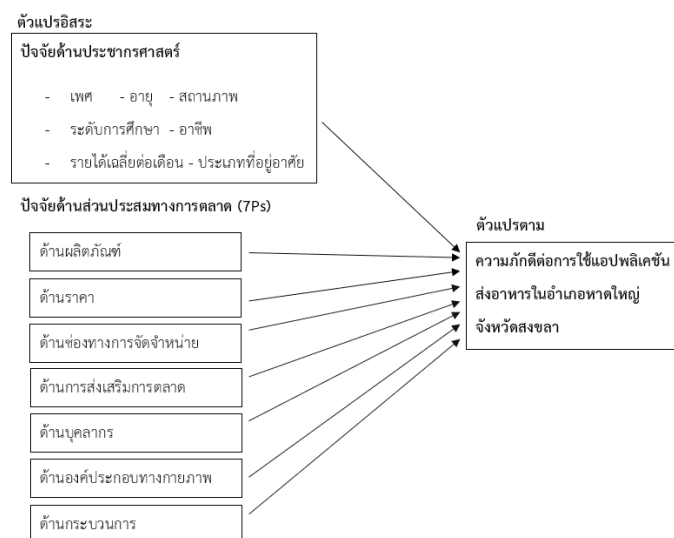 ตัวแปรอิสระ
ปัจจัยด้านประชากรศาสตร์
- เพศ - อายุ - สถานภาพ
- ระดับการศึกษา - อาชีพ
- รายได้เฉลี่ยต่อเดือน - ประเภทที่อยู่อาศัย
ปัจจัยด้านส่วนประสมทางการตลาด (7Ps)
ด้านผลิตภัณฑ์
ด้านราคา
ด้านช่องทางการจัดจำหน่าย
ด้านการส่งเสริมการตลาด
ด้านบุคลากร
ด้านองค์ประกอบทางกายภาพ
ด้านกระบวนการ
ตัวแปรตาม
ความภักดีต่อการใช้แอปพลิเคชัน
ส่งอาหารในอำเภอหาดใหญ่
จังหวัดสงขลา